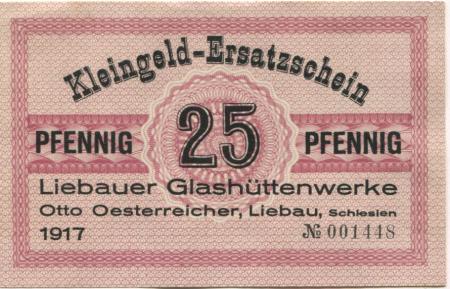 Kleingeld-Ersatzschein
PFENNIG 25 PFENNIG
Liebauer Glashüttenwerke
Otto Oesterreicher, Liebau, Schlesien
1917 № 001448